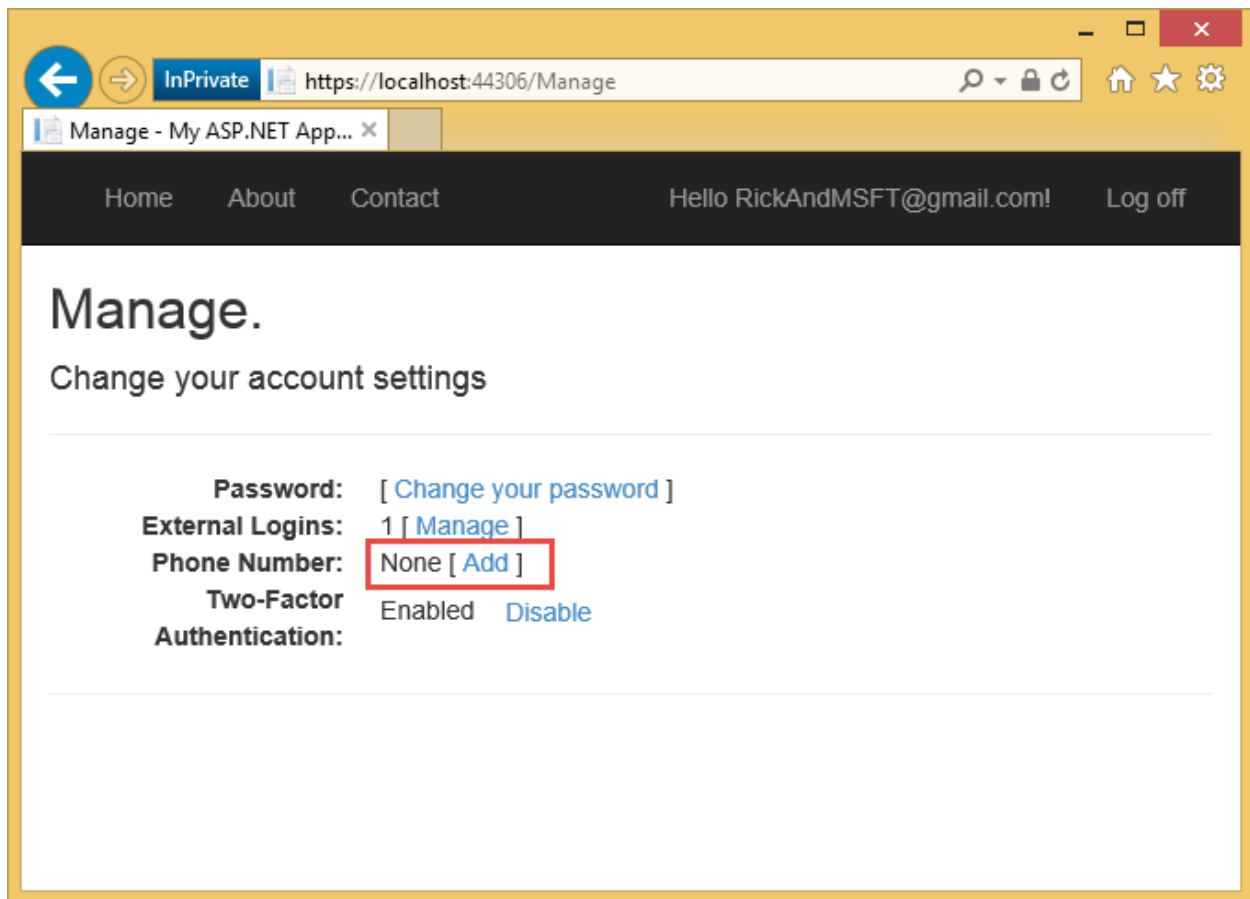 InPrivate https://localhost:44306/Manage
Manage - My ASP.NET App...
Home About Contact Hello RickAndMSFT@gmail.com! Log off
Manage.
Change your account settings
Password: [ Change your password ]
External Logins: 1 [ Manage ]
Phone Number: None [ Add ]
Two-Factor
Authentication: Enabled Disable